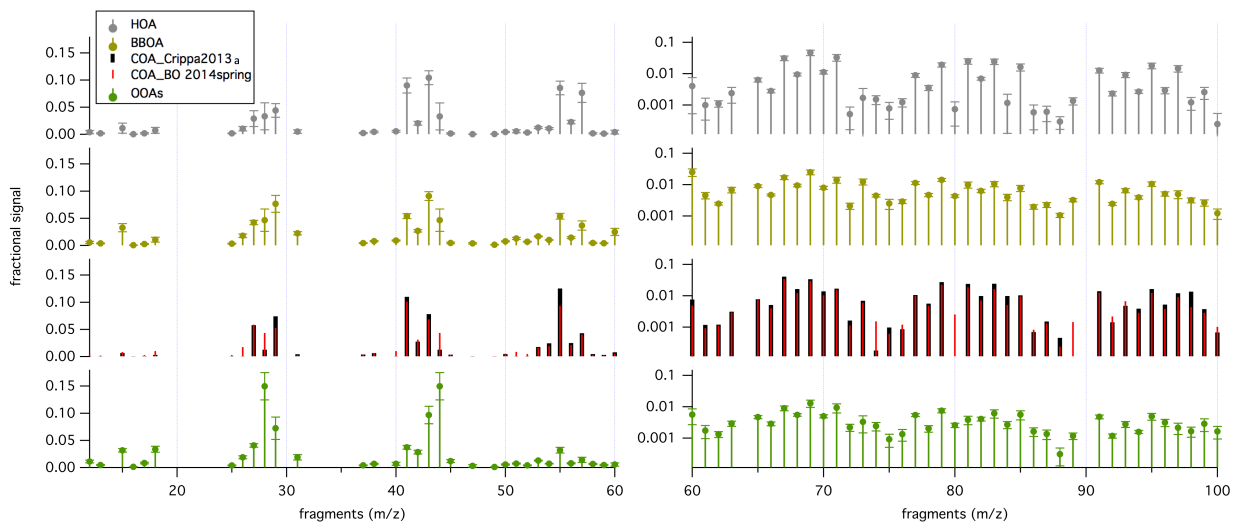 HOA
BBOA
COA_Crippa2013 a
COA_BO 2014spring
OOAs
fractional signal
0.15
0.10
0.05
0.00
0.15
0.10
0.05
0.00
0.15
0.10
0.05
0.00
0.15
0.10
0.05
0.00
20 30 40 50 60
fragments (m/z)
0.1
0.01
0.001
0.1
0.01
0.001
0.1
0.01
0.001
0.1
0.01
0.001
60 70 80 90 100
fragments (m/z)